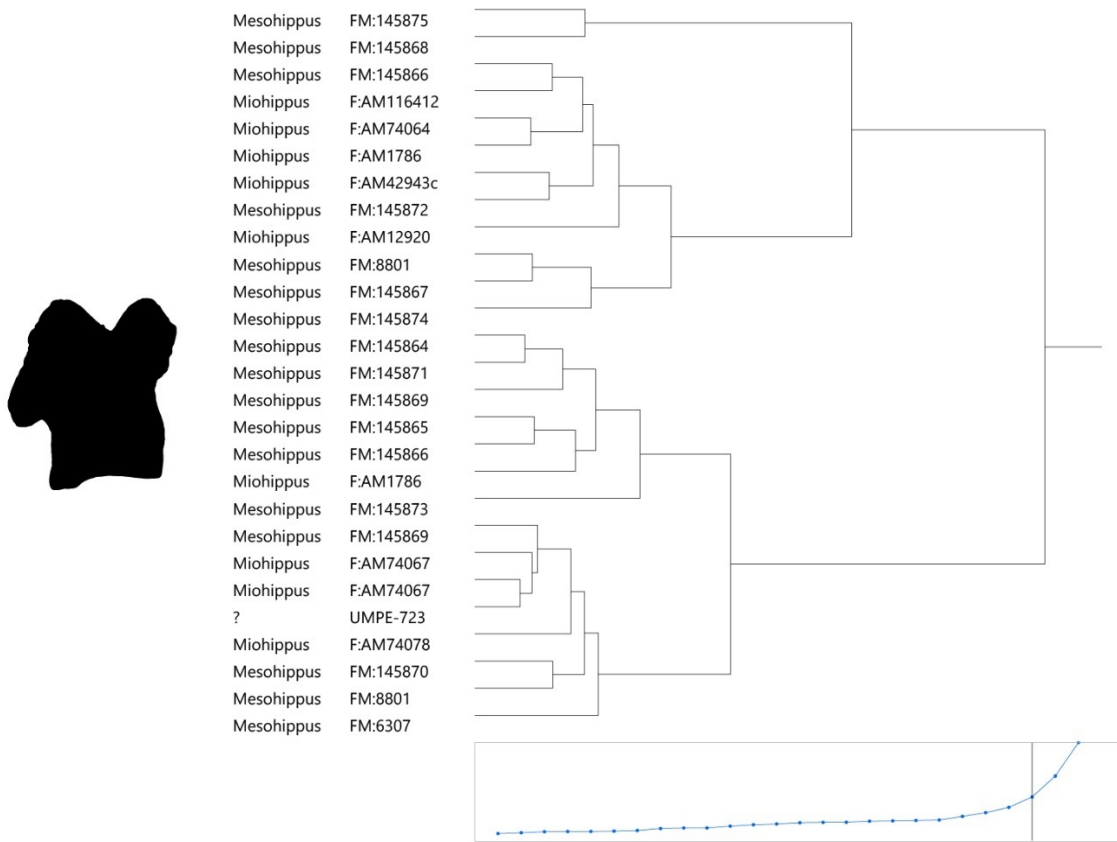 Mesohippus FM:145875
Mesohippus FM:145868
Mesohippus FM:145866
Miohippus F:AM116412
Miohippus F:AM74064
Miohippus F:AM1786
Miohippus F:AM42943c
Mesohippus FM:145872
Miohippus F:AM12920
Mesohippus FM:8801
Mesohippus FM:145867
Mesohippus FM:145874
Mesohippus FM:145864
Mesohippus FM:145871
Mesohippus FM:145869
Mesohippus FM:145865
Mesohippus FM:145866
Miohippus F:AM1786
Mesohippus FM:145873
Mesohippus FM:145869
Miohippus F:AM74067
Miohippus F:AM74067
? UMPE-723
Miohippus F:AM74078
Mesohippus FM:145870
Mesohippus FM:8801
Mesohippus FM:6307